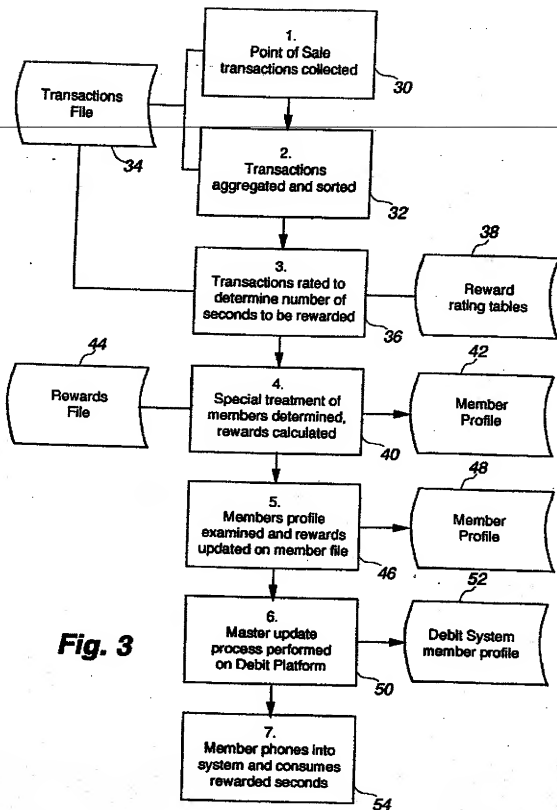 1.
Point of Sale
transactions collected
30
Transactions
File
34
2.
Transactions
aggregated and sorted
32
3.
Transactions rated to
determine number of
seconds to be rewarded
36
38
Reward
rating tables
44
Rewards
File
4.
Special treatment of
members determined,
rewards calculated
40
42
Member
Profile
5.
Members profile
examined and rewards
updated on member file
46
48
Member
Profile
Fig. 3
6.
Master update
process performed
on Debit Platform
50
52
Debit System
member profile
7.
Member phones into
system and consumes
rewarded seconds
54